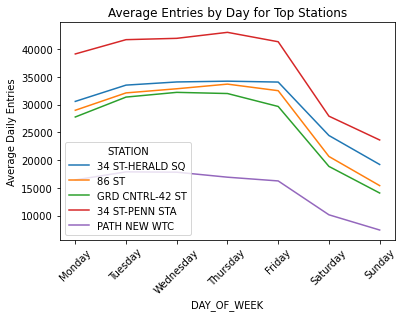 Average Entries by Day for Top Stations
Average Daily Entries
40000
35000
30000
25000
20000
15000
10000
STATION
34 ST-HERALD SQ
86 ST
GRD CNTRL-42 ST
34 ST-PENN STA
PATH NEW WTC
Monday
Tuesday
Wednesday
Thursday
Friday
Saturday
Sunday
DAY_OF_WEEK